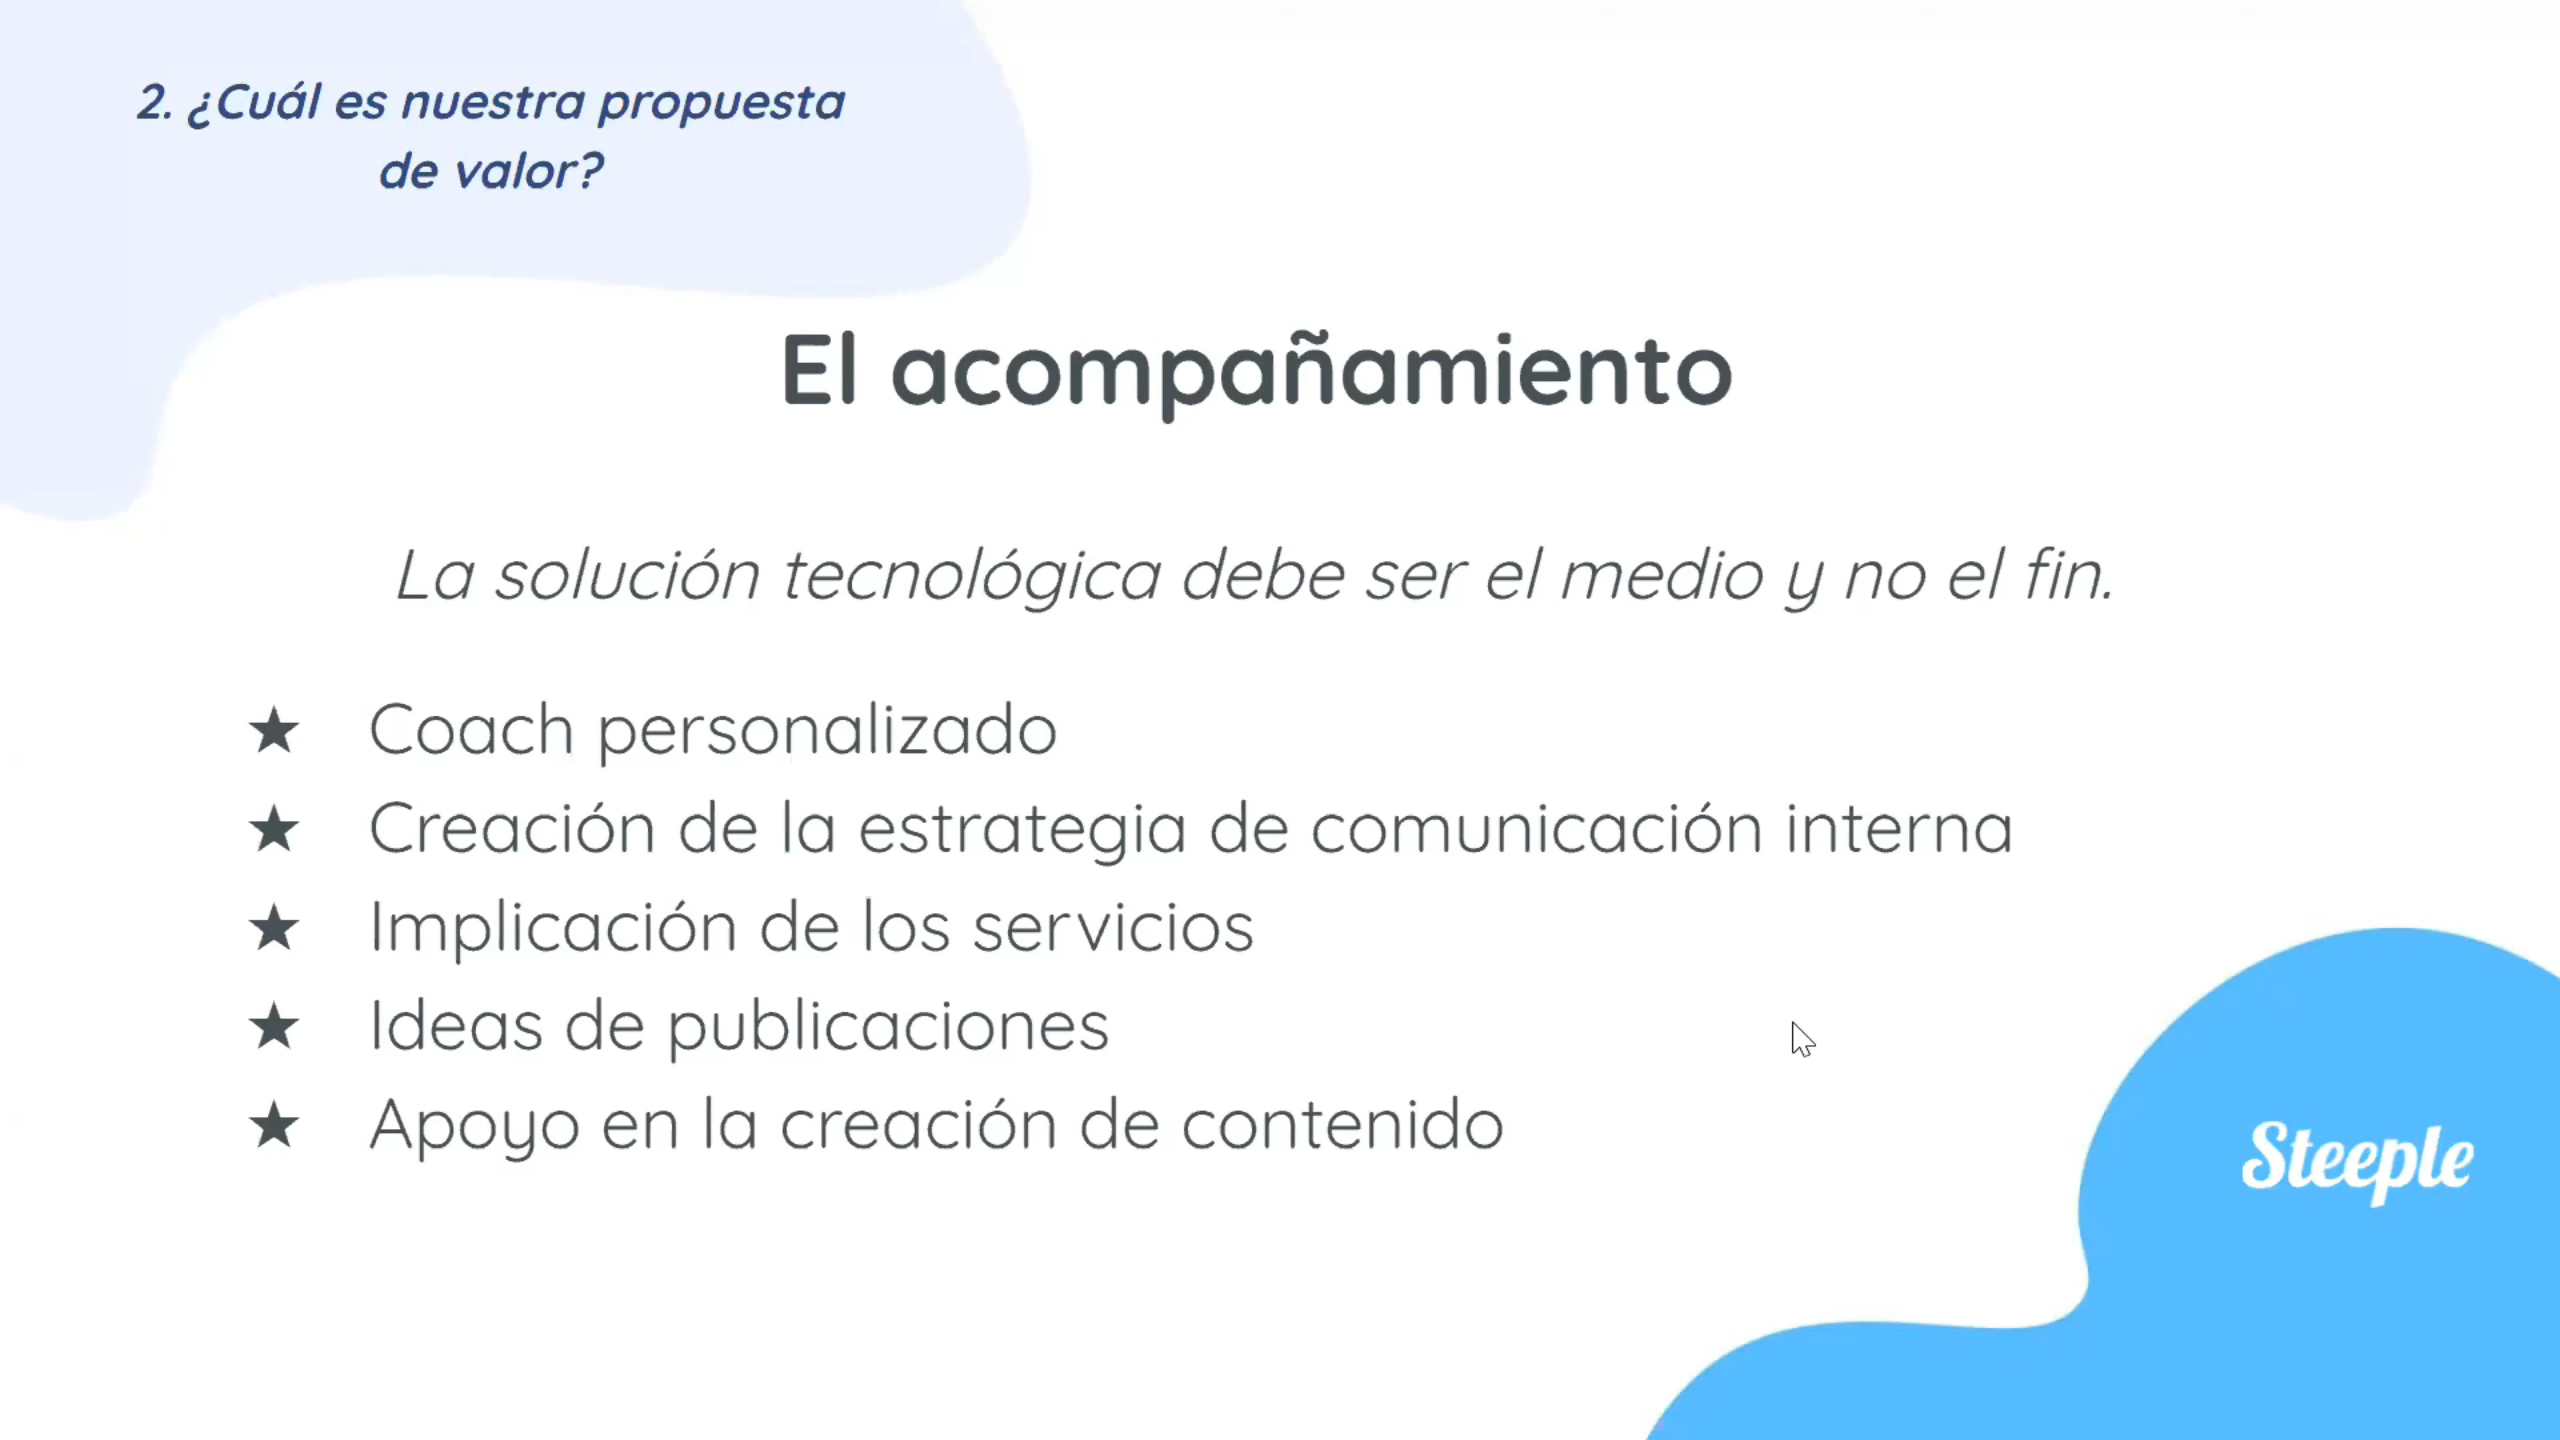 2. ¿Cuál es nuestra propuesta
de valor?
El acompañamiento
La solución tecnológica debe ser el medio y no el fin.
★ Coach personalizado
★ Creación de la estrategia de comunicación interna
★ Implicación de los servicios
★ Ideas de publicaciones
★ Apoyo en la creación de contenido
Steeple